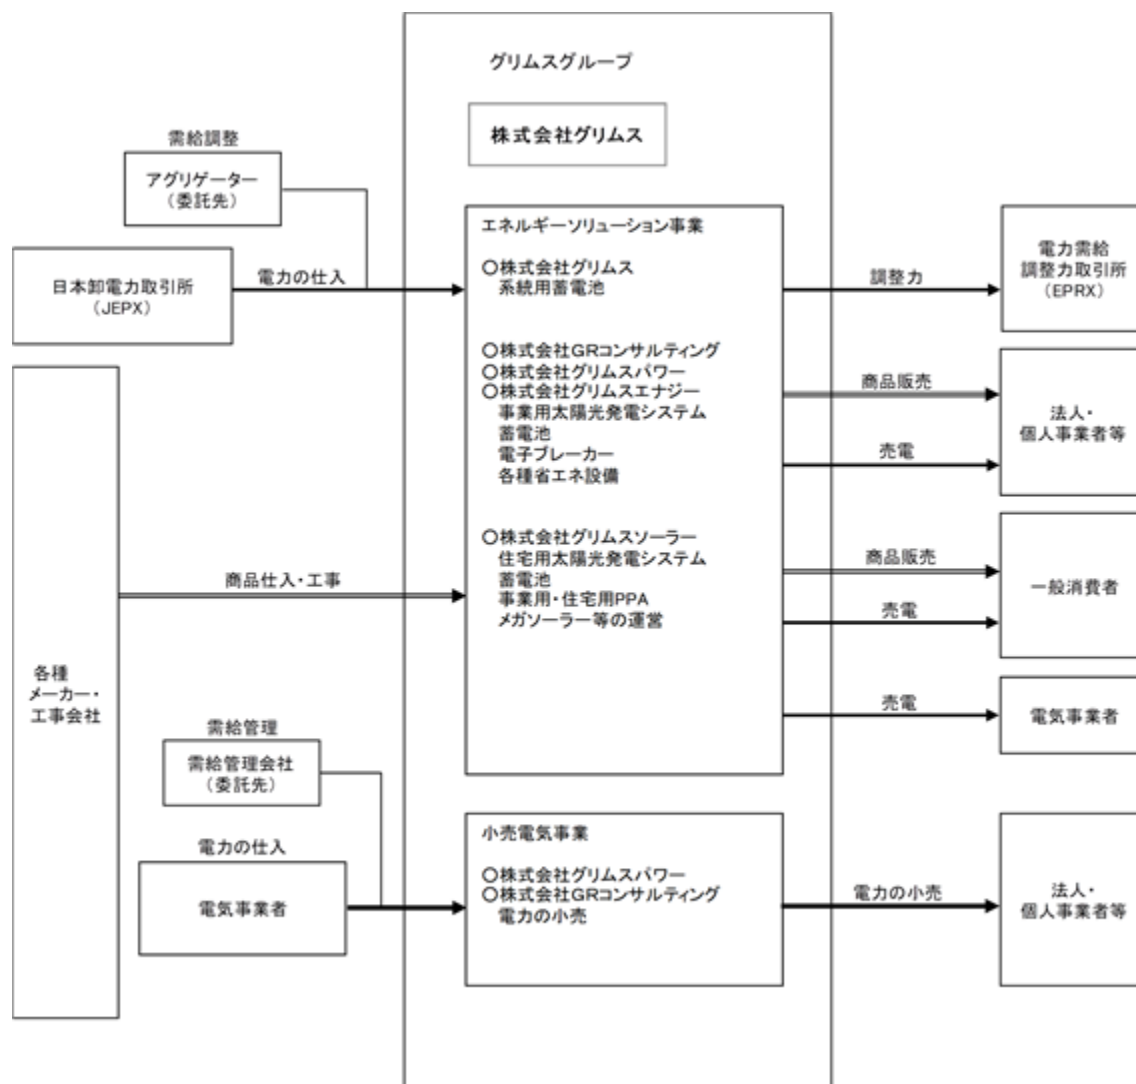 グリムスグループ
株式会社グリムス
需給調整
アグリゲーター
（委託先）
日本卸電力取引所
（JEPX）
電力の仕入
エネルギーソリューション事業
○株式会社グリムス
系統用蓄電池
○株式会社GRコンサルティング
○株式会社グリムスパワー
○株式会社グリムスエナジー
事業用太陽光発電システム
蓄電池
電子ブレーカー
各種省エネ設備
○株式会社グリムスソーラー
住宅用太陽光発電システム
蓄電池
事業用・住宅用PPA
メガソーラー等の運営
調整力
電力需給
調整力取引所
（EPRX）
商品販売
売電
法人・
個人事業者等
商品販売
売電
一般消費者
売電
電気事業者
各種
メーカー・
工事会社
商品仕入・工事
需給管理
需給管理会社
（委託先）
電力の仕入
電気事業者
小売電気事業
○株式会社グリムスパワー
○株式会社GRコンサルティング
電力の小売
電力の小売
法人・
個人事業者等